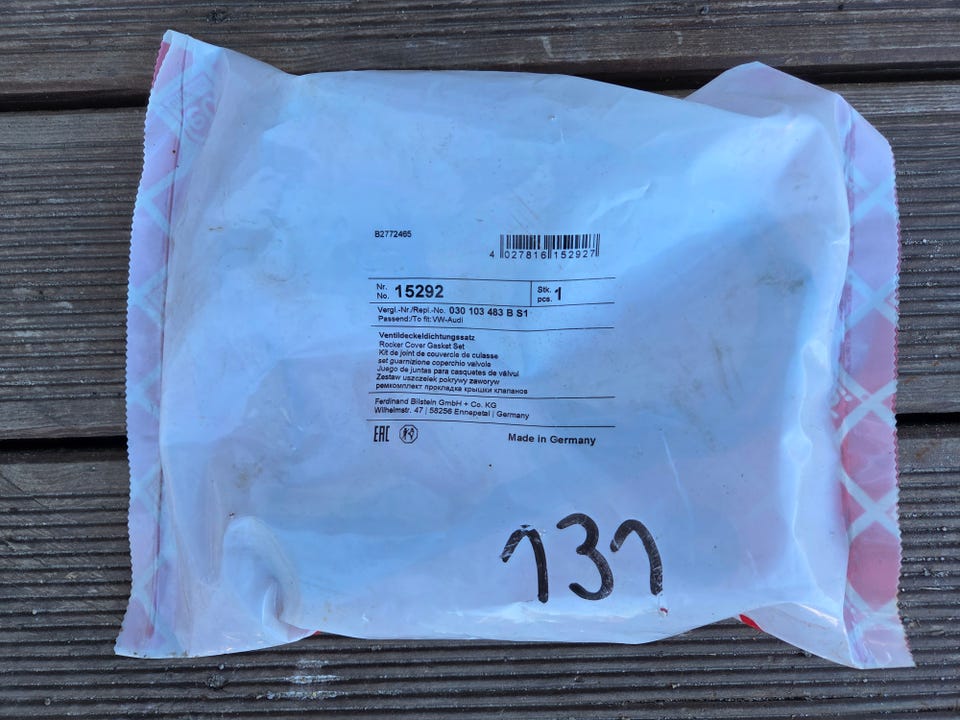 B2772465
4 027816 152927
Nr.
No. 15292
Stk.
pcs. 1
Vergl.-Nr./Repl.-No. 030 103 483 B S1
Passend:/To fit: VW-Audi
Ventildeckeldichtungssatz
Rocker Cover Gasket Set
Kit de joint de couvercle de culasse
set guarnizione coperchio valvole
Juego de juntas para casquetes de válvul
Zestaw uszczelek pokrywy zaworyw
ремкомплект прокладка крышки клапанов
Ferdinand Bilstein GmbH + Co. KG
Wilhelmstr. 47 | 58256 Ennepetal | Germany
EAC
Made in Germany
131